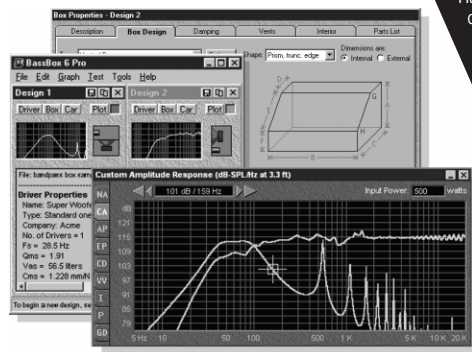 Box Properties - Design 2
Description Box Design Damping Vents Interior Parts List
Shape: Prism, trunc. edge
Dimensions are:
Internal External
D
G
A
H
B
C
BassBox 6 Pro
File Edit Graph Test Tools Help
Design 1
Design 2
Driver Box Car Plot
Driver Box Car Plot
File: bandpass box
Driver Properties
Name: Super
Type: Standard one
Company: Acme
No. of Drivers = 1
Fs = 28.5 Hz
Qms = 1.91
Vas = 56.5 liters
Cms = 1.228 mm/N
To begin a new design,
Custom Amplitude Response (dB-SPL/Hz at 3.3 ft)
101 dB / 159 Hz
Input Power: 500 watts
NA
CA
AP
EP
CD
VV
I
P
GD
dB
121
115
109
103
97
91
85
79
5 Hz 10 50 100 500 1 K 5 K 10 K 20 K